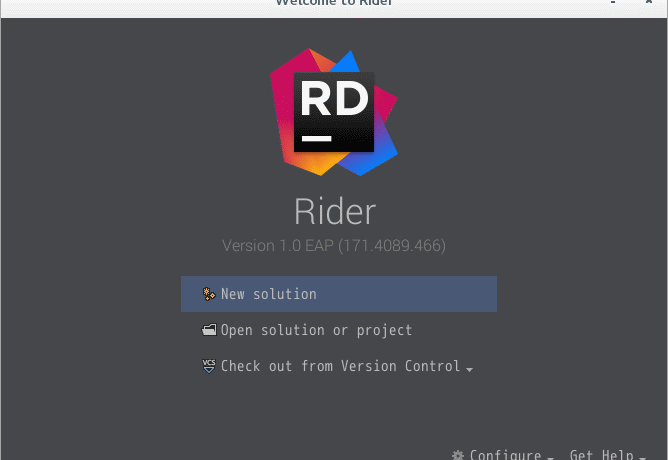 Welcome to Rider
RD
Rider
Version 1.0 EAP (171.4089.466)
New solution
Open solution or project
VCS Check out from Version Control
Configure Get Help